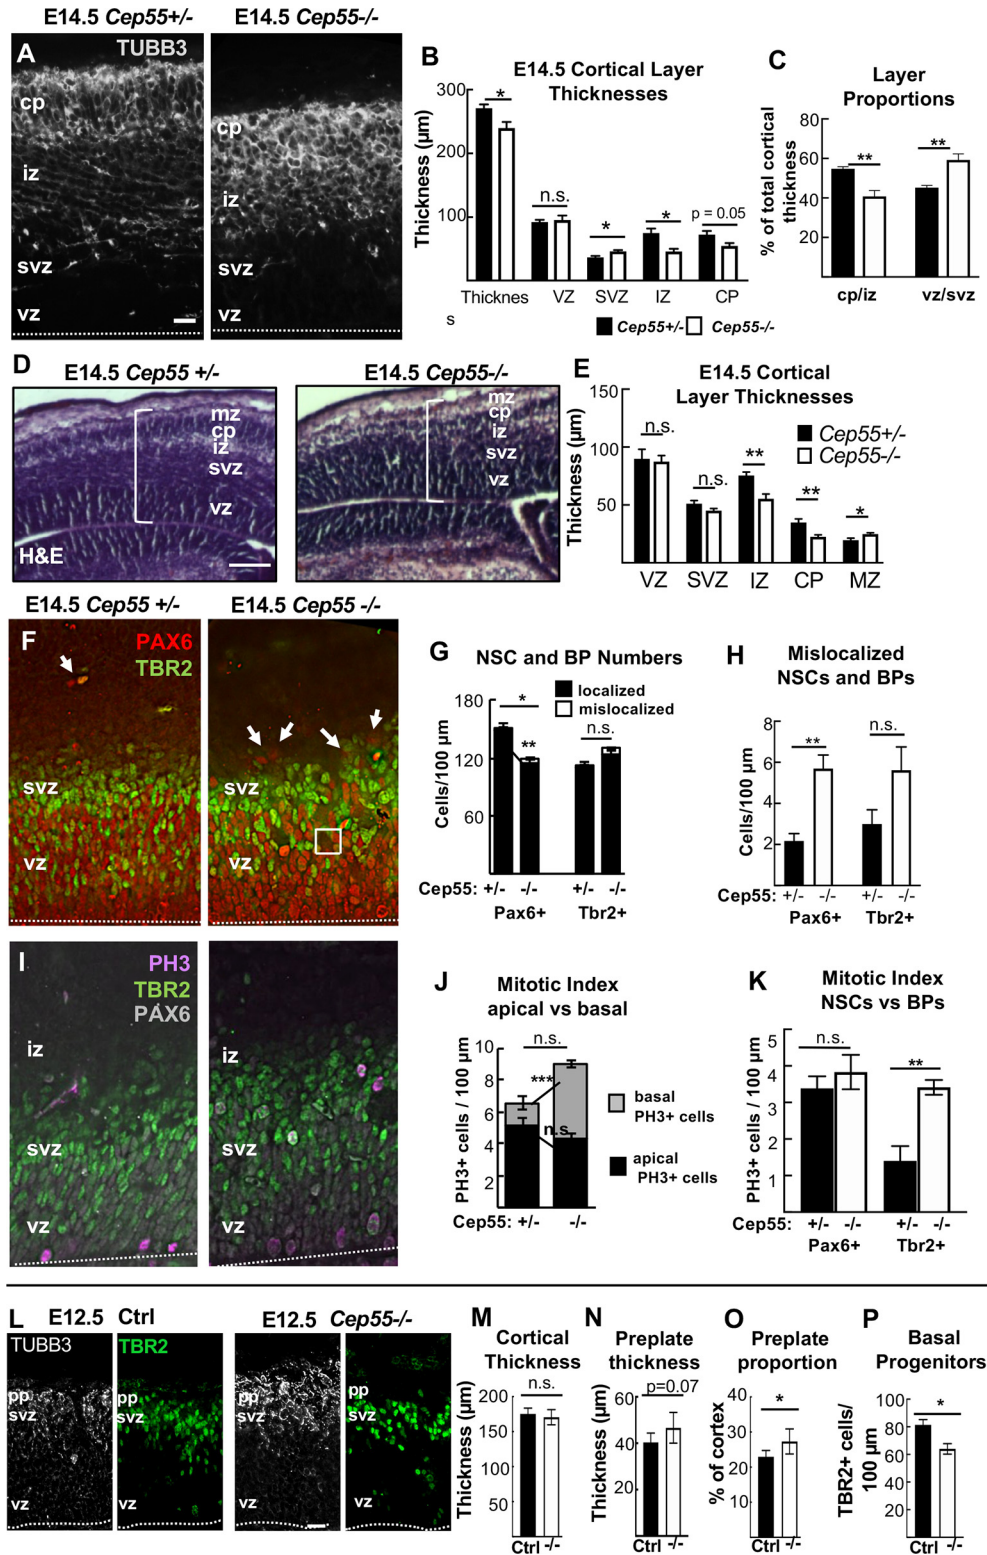 E14.5 Cep55+/-
E14.5 Cep55-/-
A
TUBB3
cp
iz
svz
vz
cp
iz
svz
vz
B
E14.5 Cortical Layer
Thicknesses
Thickness (µm)
300
200
100
*
n.s.
*
*
p = 0.05
Thicknes
s
VZ
SVZ
IZ
CP
Cep55+/-
Cep55-/-
C
Layer
Proportions
% of total cortical
thickness
80
60
40
20
**
**
cp/iz
vz/svz
D
E14.5 Cep55 +/-
E14.5 Cep55-/-
mz
cp
iz
svz
vz
H&E
mz
cp
iz
svz
vz
E
E14.5 Cortical
Layer Thicknesses
Thickness (µm)
150
100
50
n.s.
n.s.
**
**
*
Cep55+/-
Cep55-/-
VZ
SVZ
IZ
CP
MZ
E14.5 Cep55 +/-
E14.5 Cep55 -/-
F
PAX6
TBR2
svz
vz
svz
vz
G
NSC and BP Numbers
localized
mislocalized
Cells/100 µm
180
120
60
*
**
n.s.
Cep55:
+/-
-/-
+/-
-/-
Pax6+
Tbr2+
H
Mislocalized
NSCs and BPs
Cells/100 µm
8
6
4
2
**
n.s.
Cep55:
+/-
-/-
+/-
-/-
Pax6+
Tbr2+
I
PH3
TBR2
PAX6
iz
svz
vz
iz
svz
vz
J
Mitotic Index
apical vs basal
PH3+ cells / 100 µm
10
8
6
4
2
n.s.
***
n.s.
basal
PH3+ cells
apical
PH3+ cells
Cep55:
+/-
-/-
K
Mitotic Index
NSCs vs BPs
PH3+ cells / 100 µm
5
4
3
2
1
n.s.
**
Cep55:
+/-
-/-
+/-
-/-
Pax6+
Tbr2+
L
E12.5 Ctrl
E12.5 Cep55-/-
TUBB3
pp
svz
vz
TBR2
pp
svz
vz
pp
svz
vz
pp
svz
vz
M
Cortical
Thickness
Thickness (µm)
200
150
100
50
0
n.s.
Ctrl
-/-
N
Preplate
thickness
Thickness (µm)
60
40
20
p=0.07
Ctrl
-/-
O
Preplate
proportion
% of cortex
40
30
20
10
*
Ctrl
-/-
P
Basal
Progenitors
TBR2+ cells/
100 µm
100
80
60
40
20
*
Ctrl
-/-